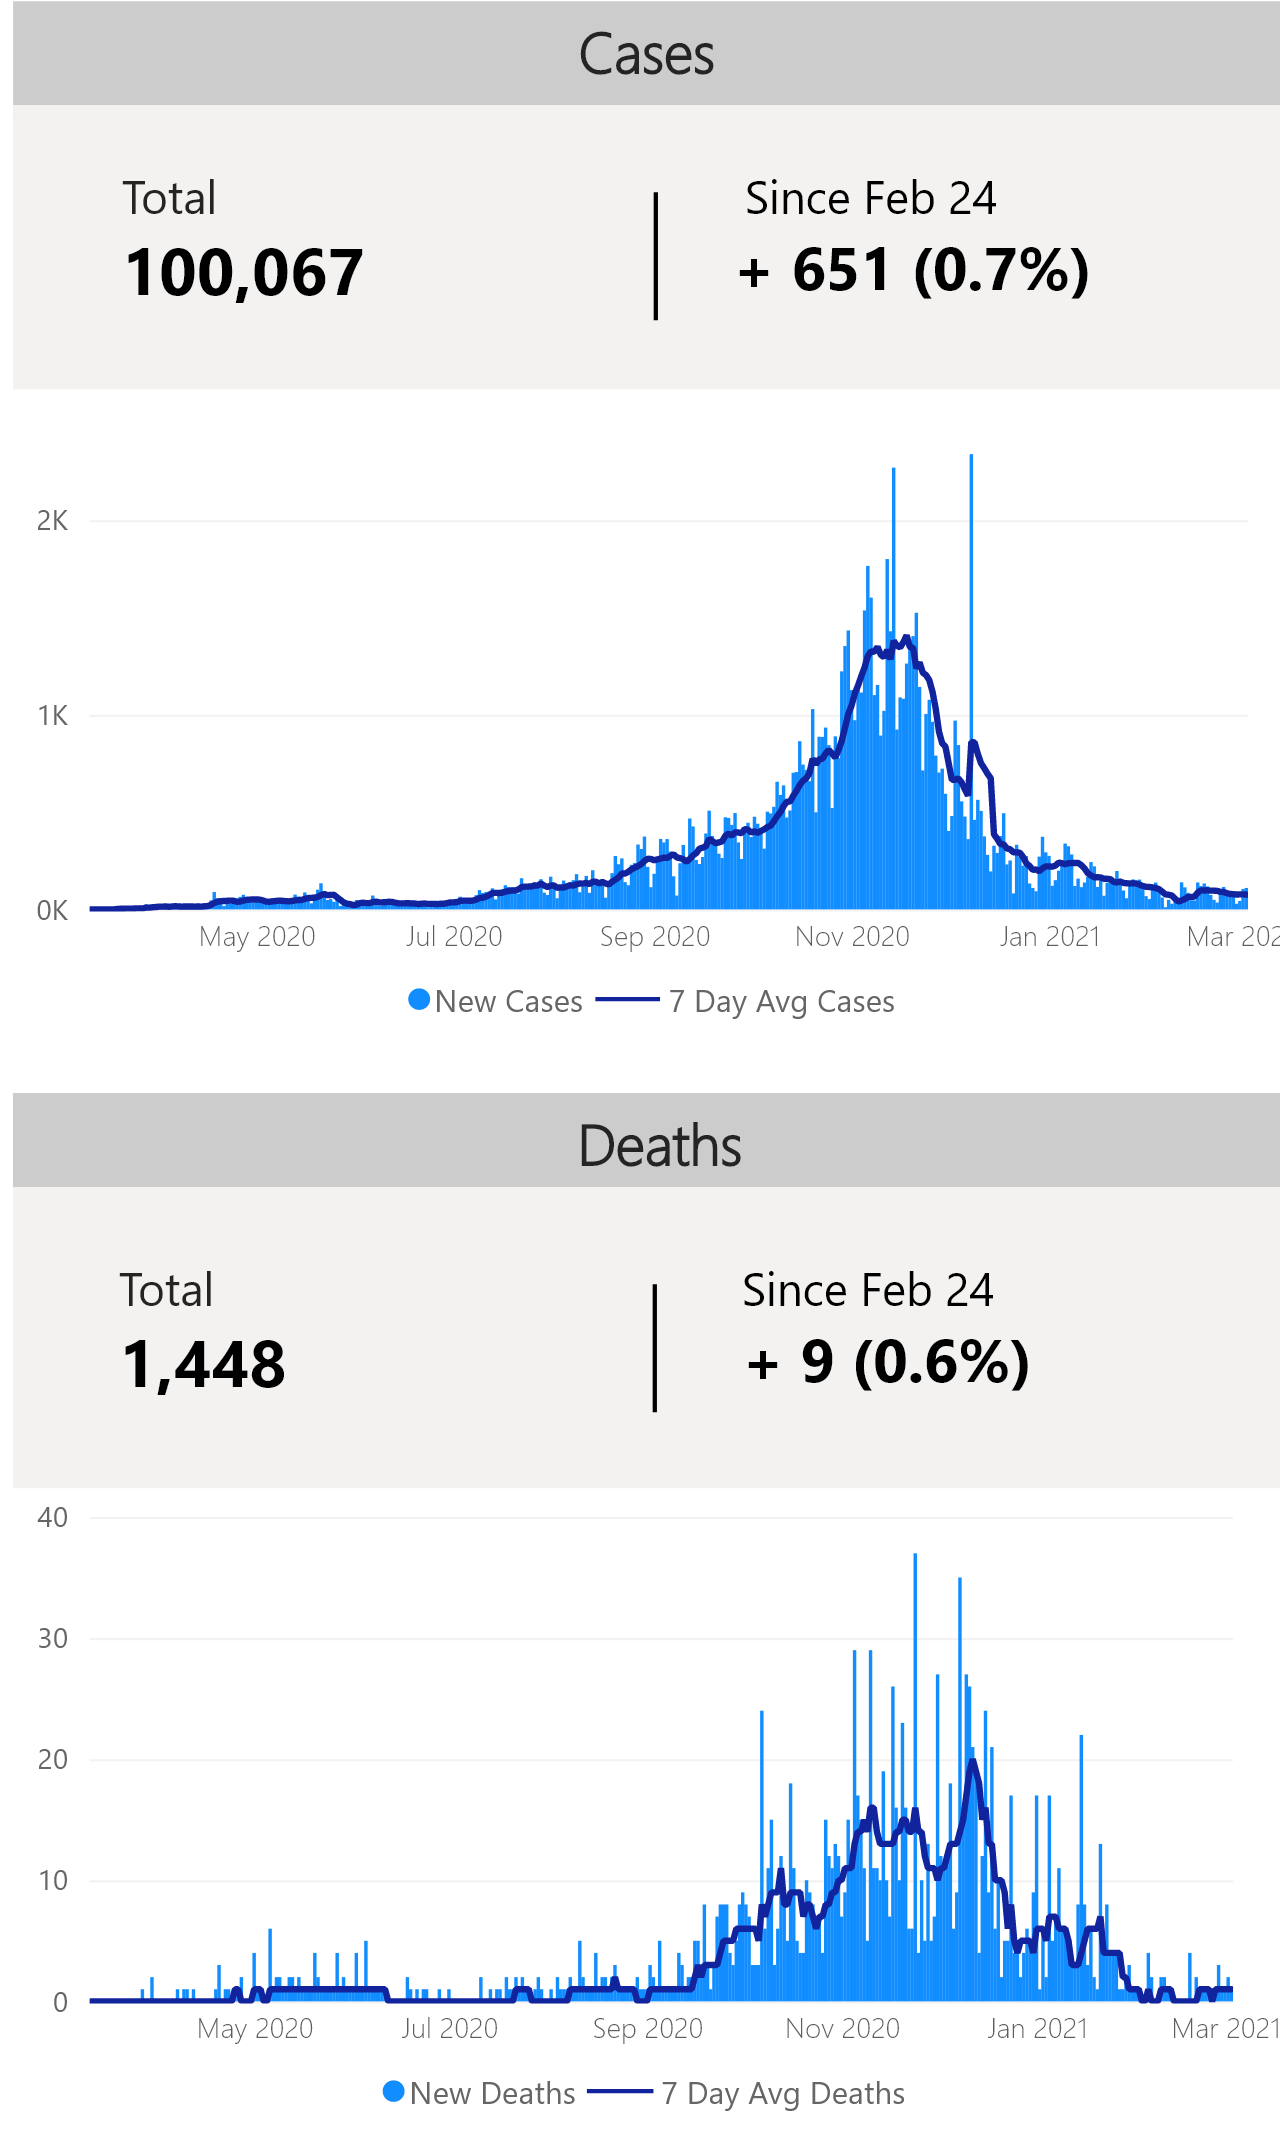 Cases
Total
Since Feb 24
100,067
+ 651 (0.7%)
2K
1K
0K
May 2020 Jul 2020 Sep 2020 Nov 2020 Jan 2021 Mar 202
New Cases 7 Day Avg Cases
Deaths
Total
Since Feb 24
1,448
+ 9 (0.6%)
40
30
20
10
0
May 2020 Jul 2020 Sep 2020 Nov 2020 Jan 2021 Mar 2021
New Deaths 7 Day Avg Deaths